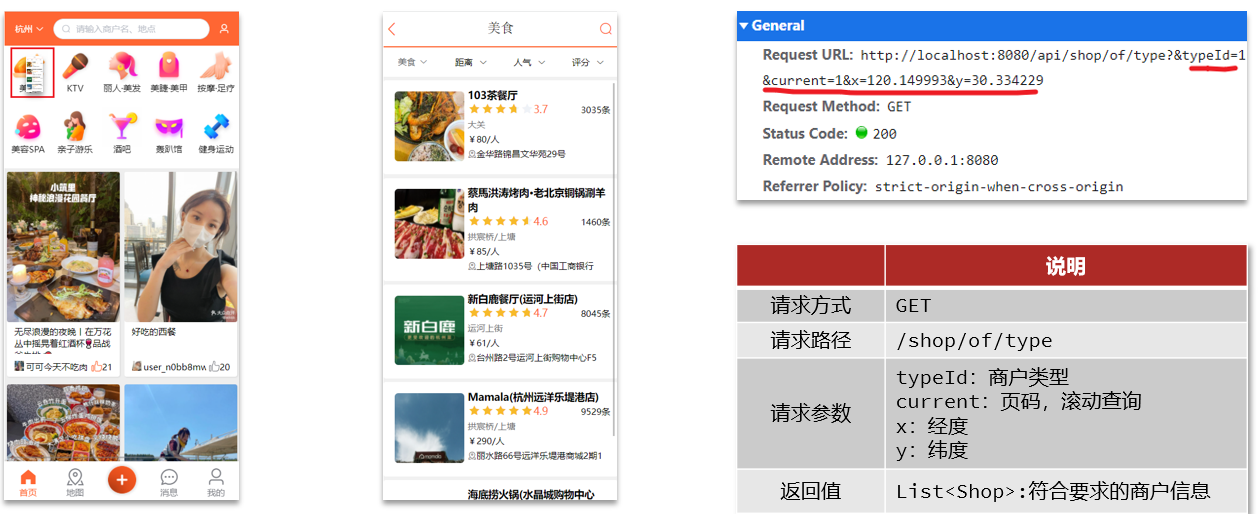 杭州
请输入商户名、地点
KTV
丽人·美发
美睫·美甲
按摩·足疗
美容SPA
亲子游乐
酒吧
轰趴馆
健身运动
小筑里
神秘浪漫花园餐厅
无尽浪漫的夜晚丨在万花
丛中摇晃着红酒杯🍷品战
好吃的西餐
可可今天不吃肉
21
user_n0bb8mw
20
首页
地图
消息
我的
美食
美食
距离
人气
评分
103茶餐厅
3.7
3035条
大关
¥80/人
金华路锦昌文华苑29号
蔡馬洪涛烤肉·老北京铜锅涮羊
肉
4.6
1460条
拱宸桥/上塘
¥85/人
上塘路1035号（中国工商银行
新白鹿
新白鹿餐厅(运河上街店)
4.7
8045条
运河上街
¥61/人
台州路2号运河上街购物中心F5
mamala
Mamala(杭州远洋乐堤港店)
4.9
9529条
拱宸桥/上塘
¥290/人
丽水路66号远洋乐堤港商城2期1
海底捞火锅(水晶城购物中心
General
Request URL: http://localhost:8080/api/shop/of/type?&typeId=1
&current=1&x=120.149993&y=30.334229
Request Method: GET
Status Code: 200
Remote Address: 127.0.0.1:8080
Referrer Policy: strict-origin-when-cross-origin
说明
请求方式
GET
请求路径
/shop/of/type
请求参数
typeId：商户类型
current：页码，滚动查询
x：经度
y：纬度
返回值
List<Shop>:符合要求的商户信息